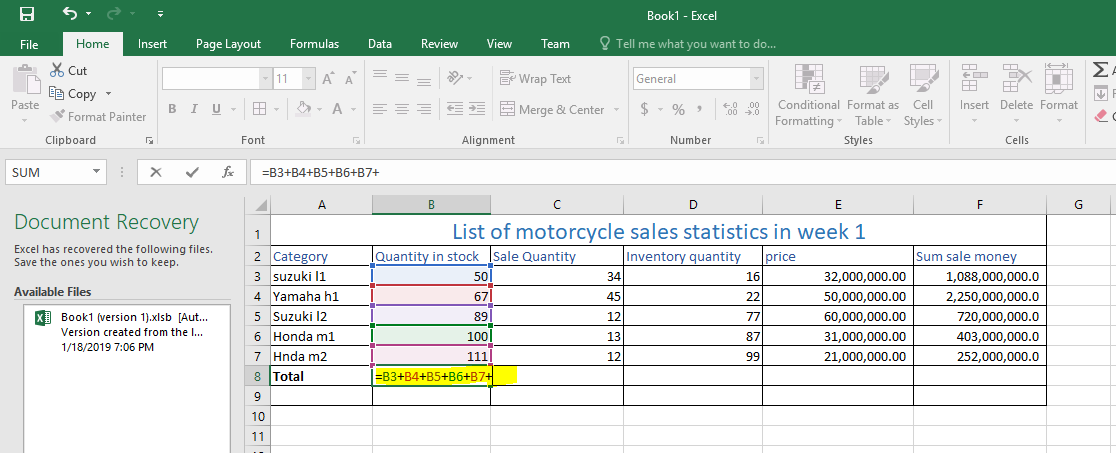 Book1 - Excel
File Home Insert Page Layout Formulas Data Review View Team Tell me what you want to do...
Cut
Copy
Format Painter
Paste
Clipboard
11 A A
B I U A
Font
Wrap Text
Merge & Center
Alignment
General
$ % , .0 .00 .00 .0
Number
Conditional Formatting
Format as Table
Cell Styles
Styles
Insert Delete Format
Cells
Σ A
F
C
SUM fx =B3+B4+B5+B6+B7+
Document Recovery
Excel has recovered the following files.
Save the ones you wish to keep.
Available Files
Book1 (version 1).xlsb [Aut...
Version created from the l...
1/18/2019 7:06 PM
A B C D E F G
1 List of motorcycle sales statistics in week 1
2 Category Quantity in stock Sale Quantity Inventory quantity price Sum sale money
3 suzuki l1 50 34 16 32,000,000.00 1,088,000,000.0
4 Yamaha h1 67 45 22 50,000,000.00 2,250,000,000.0
5 Suzuki l2 89 12 77 60,000,000.00 720,000,000.0
6 Honda m1 100 13 87 31,000,000.00 403,000,000.0
7 Hnda m2 111 12 99 21,000,000.00 252,000,000.0
8 Total =B3+B4+B5+B6+B7+
9
10
11